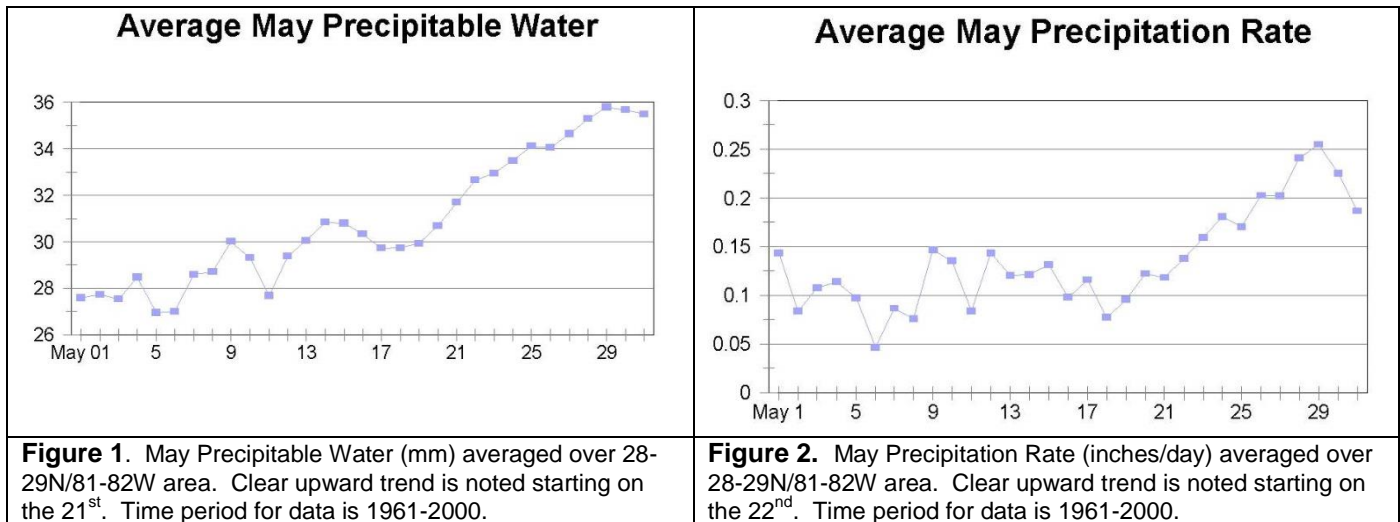 Average May Precipitable Water
36
34
32
30
28
26
May 01 5 9 13 17 21 25 29
Figure 1. May Precipitable Water (mm) averaged over 28-
29N/81-82W area. Clear upward trend is noted starting on
the 21st. Time period for data is 1961-2000.
Average May Precipitation Rate
0.3
0.25
0.2
0.15
0.1
0.05
0
May 1 5 9 13 17 21 25 29
Figure 2. May Precipitation Rate (inches/day) averaged over
28-29N/81-82W area. Clear upward trend is noted starting on
the 22nd. Time period for data is 1961-2000.